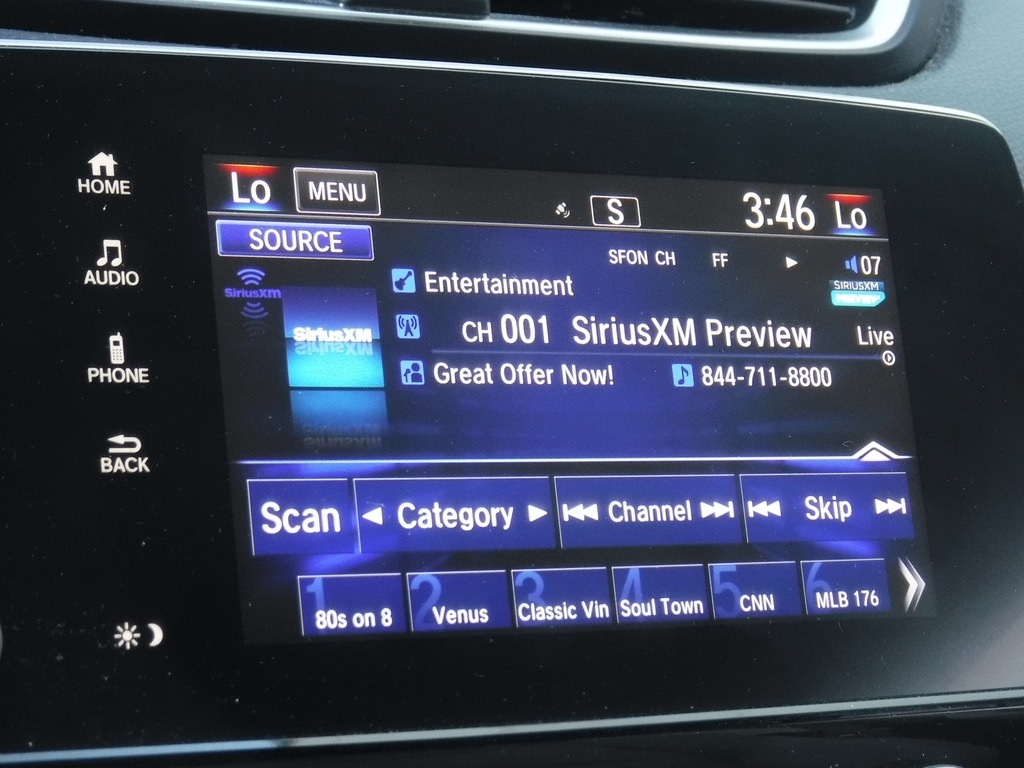 HOME
AUDIO
PHONE
BACK
Lo MENU S 3:46 Lo
SOURCE
SFON CH FF 07
SiriusXM
SiriusXM
Entertainment
SIRIUSXM
PREVIEW
CH 001 SiriusXM Preview Live
Great Offer Now! 844-711-8800
Scan Category Channel Skip
1 80s on 8
2 Venus
3 Classic Vin
4 Soul Town
5 CNN
6 MLB 176